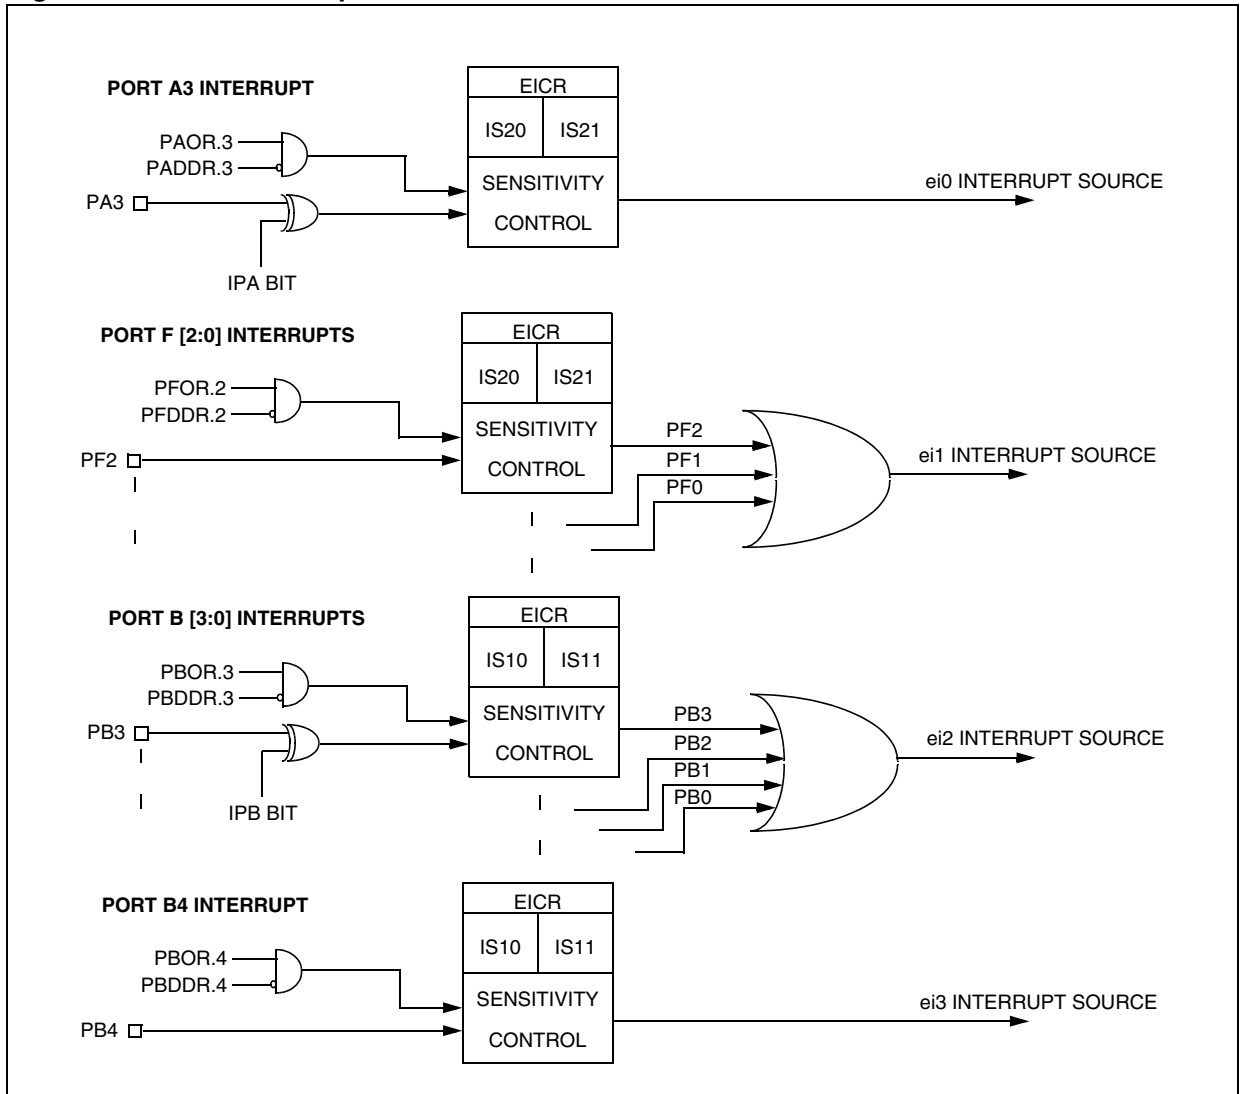 PORT A3 INTERRUPT
EICR
IS20 IS21
PAOR.3
PADDR.3
SENSITIVITY
CONTROL
PA3
IPA BIT
ei0 INTERRUPT SOURCE
PORT F [2:0] INTERRUPTS
EICR
IS20 IS21
PFOR.2
PFDDR.2
SENSITIVITY
CONTROL
PF2
PF2
PF1
PF0
ei1 INTERRUPT SOURCE
PORT B [3:0] INTERRUPTS
EICR
IS10 IS11
PBOR.3
PBDDR.3
SENSITIVITY
CONTROL
PB3
IPB BIT
PB3
PB2
PB1
PB0
ei2 INTERRUPT SOURCE
PORT B4 INTERRUPT
EICR
IS10 IS11
PBOR.4
PBDDR.4
SENSITIVITY
CONTROL
PB4
ei3 INTERRUPT SOURCE